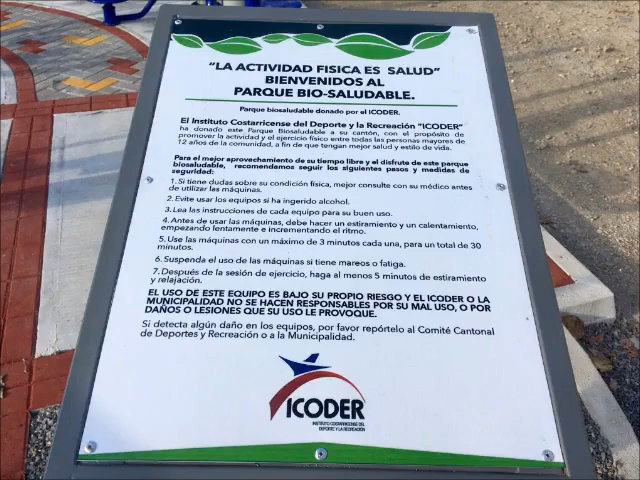 "LA ACTIVIDAD FISICA ES SALUD"
BIENVENIDOS AL
PARQUE BIO-SALUDABLE.
Parque biosaludable donado por el ICODER.
El Instituto Costarricense del Deporte y la Recreación "ICODER"
ha donado este Parque Biosaludable a su cantón, con el propósito de
promover la actividad y el ejercicio físico entre todas las personas mayores de
12 años de la comunidad, a fin de que tengan mejor salud y estilo de vida.
Para el mejor aprovechamiento de su tiempo libre y el disfrute de este parque
biosaludable, recomendamos seguir los siguientes pasos y medidas de
seguridad:
1. Si tiene dudas sobre su condición física, mejor consulte con su médico antes
de utilizar las máquinas.
2. Evite usar los equipos si ha ingerido alcohol.
3. Lea las instrucciones de cada equipo para su buen uso.
4. Antes de usar las máquinas, debe hacer un estiramiento y un calentamiento,
empezando lentamente e incrementando el ritmo.
5. Use las máquinas con un máximo de 3 minutos cada una, para un total de 30
minutos.
6. Suspenda el uso de las máquinas si tiene mareos o fatiga.
7. Después de la sesión de ejercicio, haga al menos 5 minutos de estiramiento
y relajación.
EL USO DE ESTE EQUIPO ES BAJO SU PROPIO RIESGO Y EL ICODER O LA
MUNICIPALIDAD NO SE HACEN RESPONSABLES POR SU MAL USO, O POR
DAÑOS O LESIONES QUE SU USO LE PROVOQUE.
Si detecta algún daño en los equipos, por favor repórtelo al Comité Cantonal
de Deportes y Recreación o a la Municipalidad.
ICODER
INSTITUTO COSTARRICENSE DEL
DEPORTE Y LA RECREACIÓN